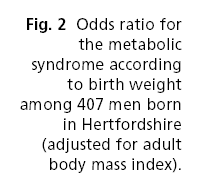 Fig. 2 Odds ratio for
the metabolic
syndrome according
to birth weight
among 407 men born
in Hertfordshire
(adjusted for adult
body mass index).